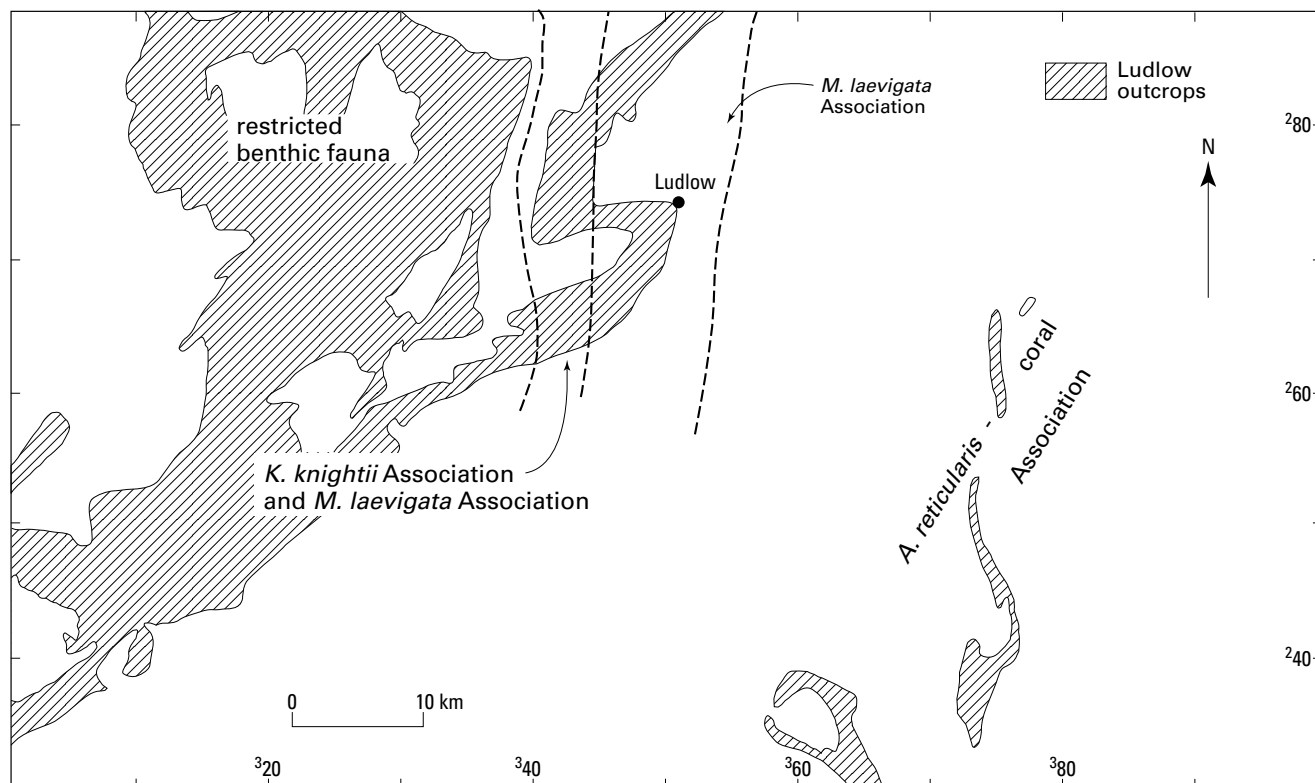 M. laevigata
Association
Ludlow
outcrops
restricted
benthic fauna
²80
N
Ludlow
coral
A. reticularis -
Association
²60
K. knightii Association
and M. laevigata Association
²40
0 10 km
³20 ³40 ³60 ³80